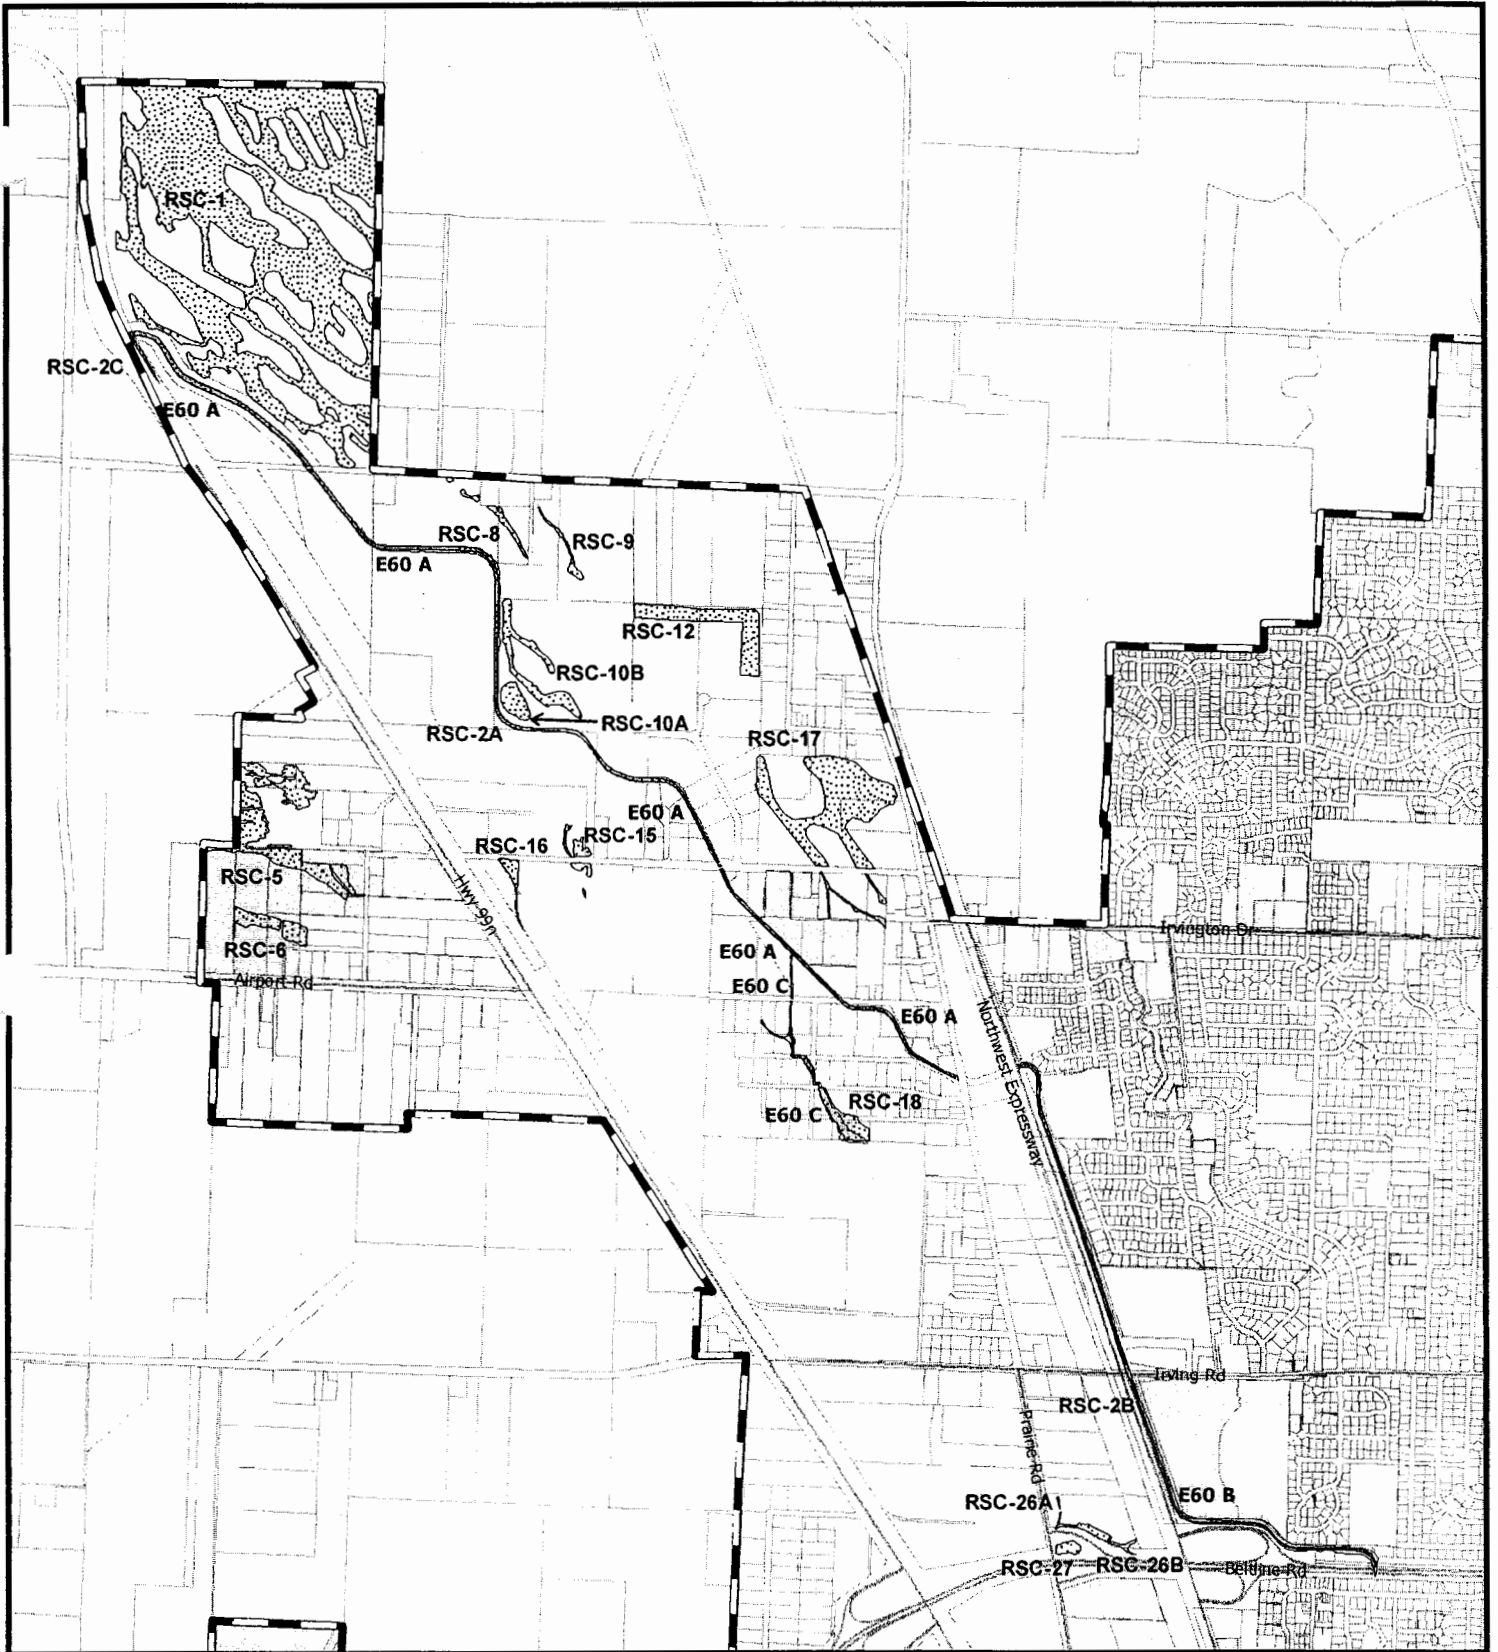 RSC-1
RSC-2C
E60 A
RSC-8
RSC-9
E60 A
RSC-12
RSC-10B
RSC-10A
RSC-2A
RSC-17
E60 A
RSC-15
RSC-16
RSC-5
Hwy 99n
Irvington Dr
RSC-6
E60 A
Airport Rd
E60 C
E60 A
Northwest Expressway
RSC-18
E60 C
Irving Rd
RSC-2B
Prairie Rd
E60 B
RSC-26A
RSC-27
RSC-26B
Beltline Rd